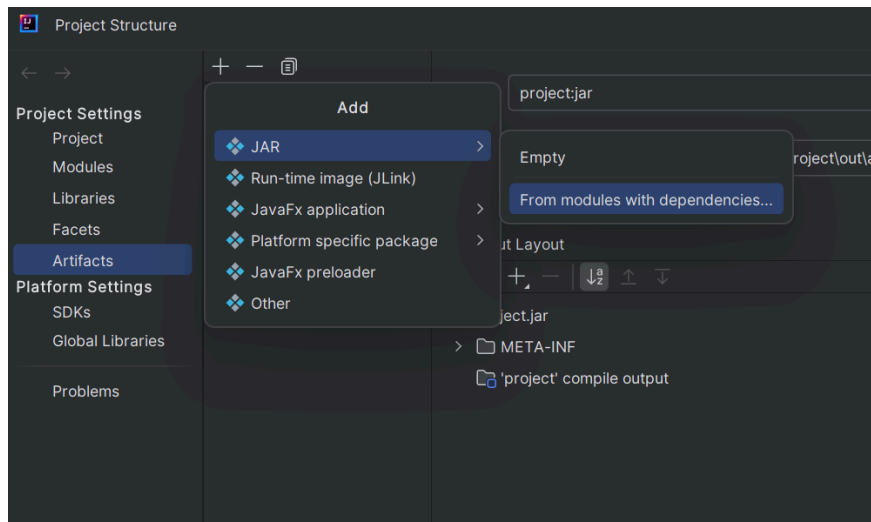 Project Structure
Project Settings
Project
Modules
Libraries
Facets
Artifacts
Platform Settings
SDKs
Global Libraries
Problems
Add
JAR
Run-time image (JLink)
JavaFx application
Platform specific package
JavaFx preloader
Other
Empty
From modules with dependencies...
project:jar
roject\out\a
ut Layout
ject.jar
META-INF
'project' compile output